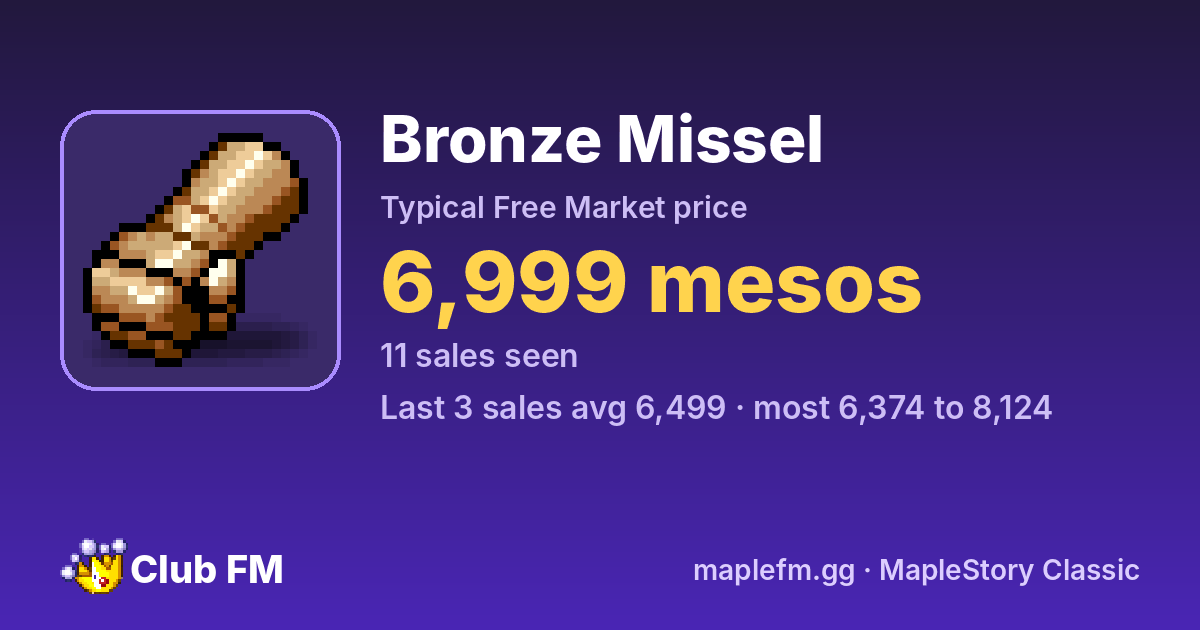 Bronze Missel
Typical Free Market price
6,999 mesos
11 sales seen
Last 3 sales avg 6,499 · most 6,374 to 8,124
Club FM
maplefm.gg · MapleStory Classic